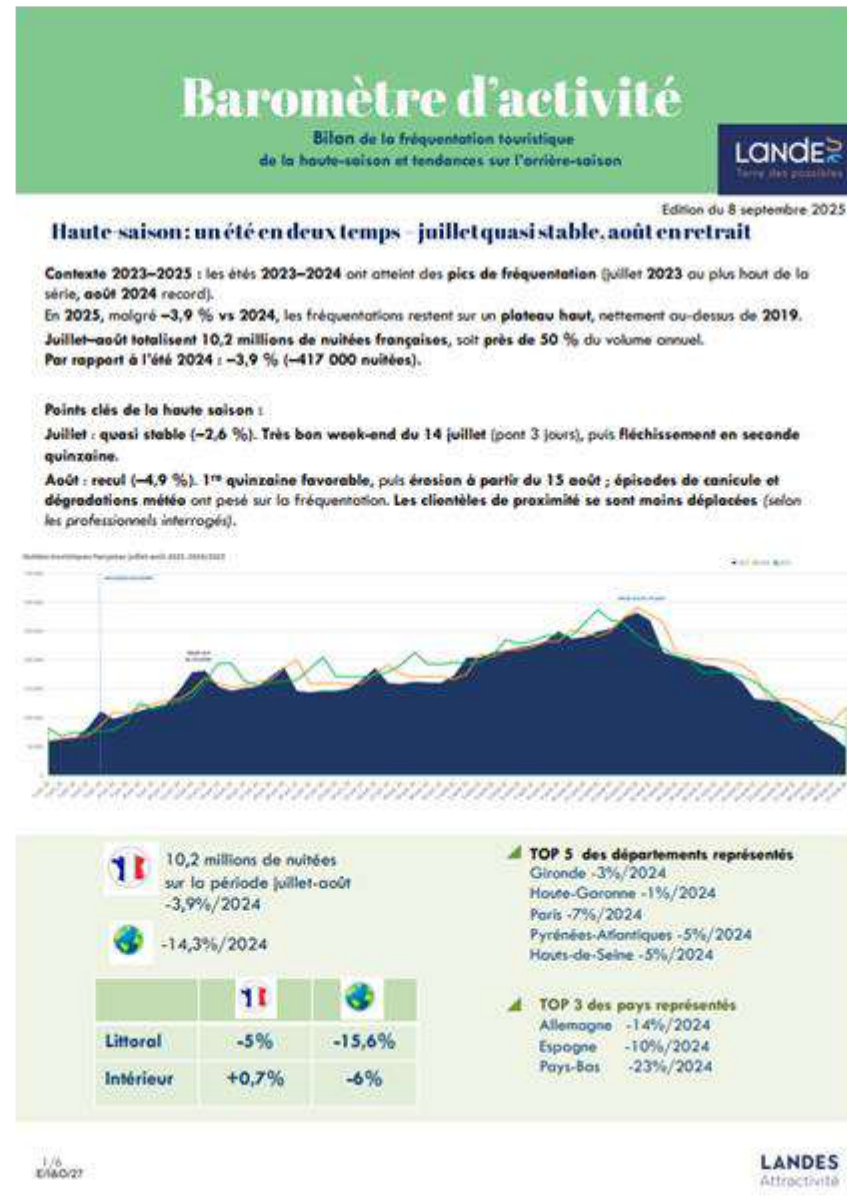 Baromètre d'activité
Bilan de la fréquentation touristique
de la haute-saison et tendances sur l'arrière-saison
LANDES
Terre des possibles
Edition du 8 septembre 2025
Haute-saison : un été en deux temps – juillet quasi stable, août en retrait
Contexte 2023–2025 : les étés 2023–2024 ont atteint des pics de fréquentation (juillet 2023 au plus haut de la
série, août 2024 record).
En 2025, malgré –3,9 % vs 2024, les fréquentations restent sur un plateau haut, nettement au-dessus de 2019.
Juillet–août totalisent 10,2 millions de nuitées françaises, soit près de 50 % du volume annuel.
Par rapport à l'été 2024 : –3,9 % (–417 000 nuitées).
Points clés de la haute saison :
Juillet : quasi stable (–2,6 %). Très bon week-end du 14 juillet (pont 3 jours), puis fléchissement en seconde
quinzaine.
Août : recul (–4,9 %). 1re quinzaine favorable, puis érosion à partir du 15 août ; épisodes de canicule et
dégradations météo ont pesé sur la fréquentation. Les clientèles de proximité se sont moins déplacées (selon
les professionnels interrogés).
10,2 millions de nuitées
sur la période juillet-août
-3,9%/2024
-14,3%/2024
Littoral -5% -15,6%
Intérieur +0,7% -6%
TOP 5 des départements représentés
Gironde -3%/2024
Haute-Garonne -1%/2024
Paris -7%/2024
Pyrénées-Atlantiques -5%/2024
Hauts-de-Seine -5%/2024
TOP 3 des pays représentés
Allemagne -14%/2024
Espagne -10%/2024
Pays-Bas -23%/2024
1/6
LANDES
Attractivité